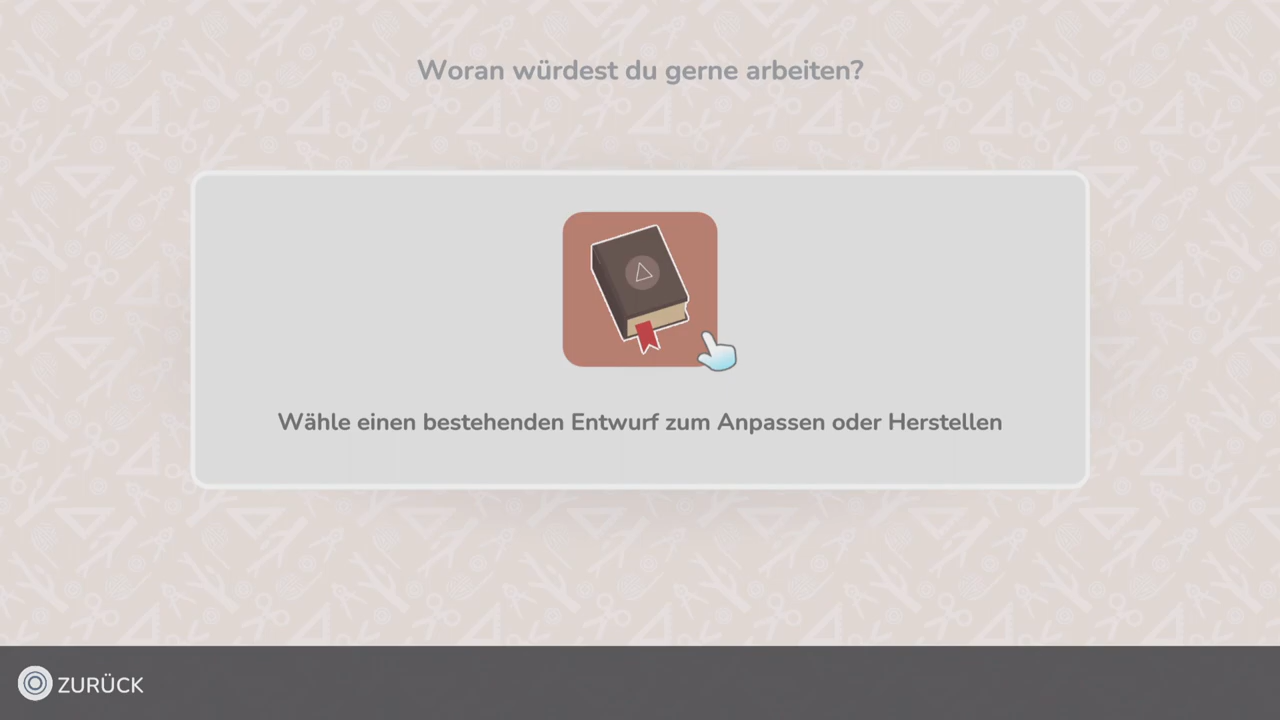 Woran würdest du gerne arbeiten?
Wähle einen bestehenden Entwurf zum Anpassen oder Herstellen
ZURÜCK